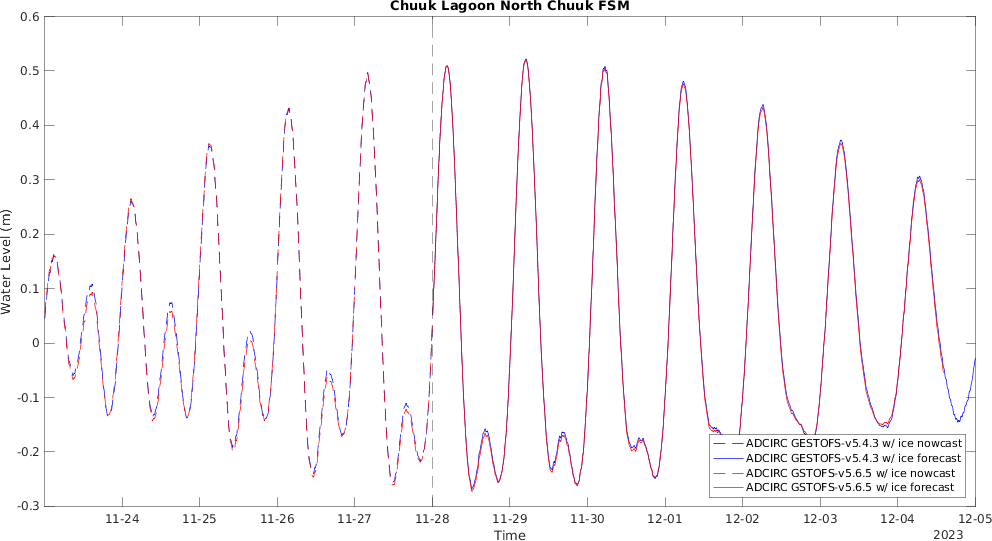 Chuuk Lagoon North Chuuk FSM
Water Level (m)
0.6
0.5
0.4
0.3
0.2
0.1
0
-0.1
-0.2
-0.3
ADCIRC GESTOFS-v5.4.3 w/ ice nowcast
ADCIRC GESTOFS-v5.4.3 w/ ice forecast
ADCIRC GSTOFS-v5.6.5 w/ ice nowcast
ADCIRC GSTOFS-v5.6.5 w/ ice forecast
11-24 11-25 11-26 11-27 11-28 11-29 11-30 12-01 12-02 12-03 12-04 12-05
Time
2023